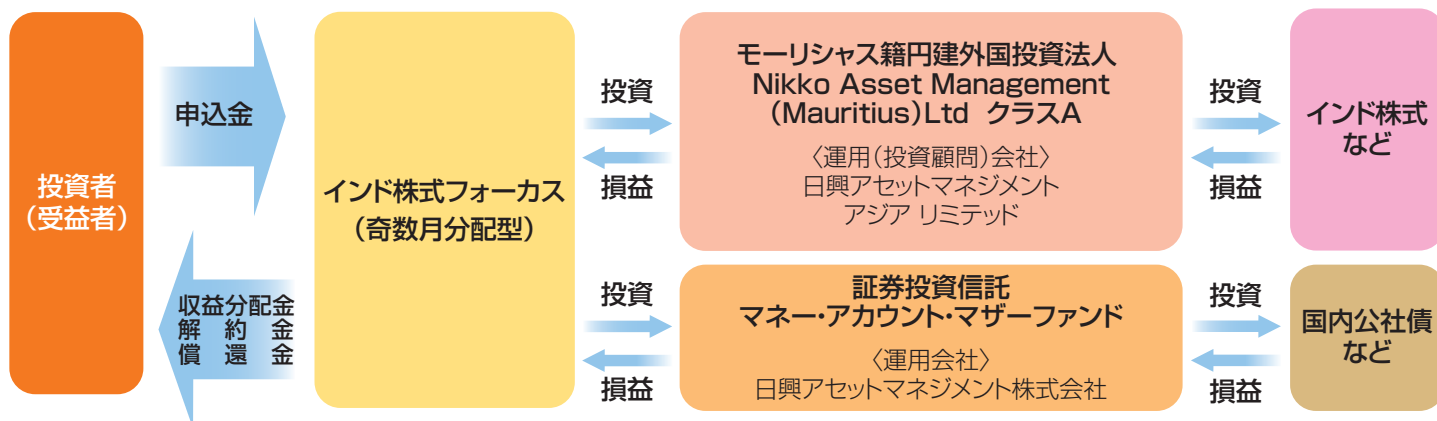 投資者
(受益者)
申込金
収益分配金
解約金
償還金
インド株式フォーカス
(奇数月分配型)
投資
損益
モーリシャス籍円建外国投資法人
Nikko Asset Management
(Mauritius)Ltd クラスA
〈運用(投資顧問)会社〉
日興アセットマネジメント
アジア リミテッド
投資
損益
インド株式
など
投資
損益
証券投資信託
マネー・アカウント・マザーファンド
〈運用会社〉
日興アセットマネジメント株式会社
投資
損益
国内公社債
など